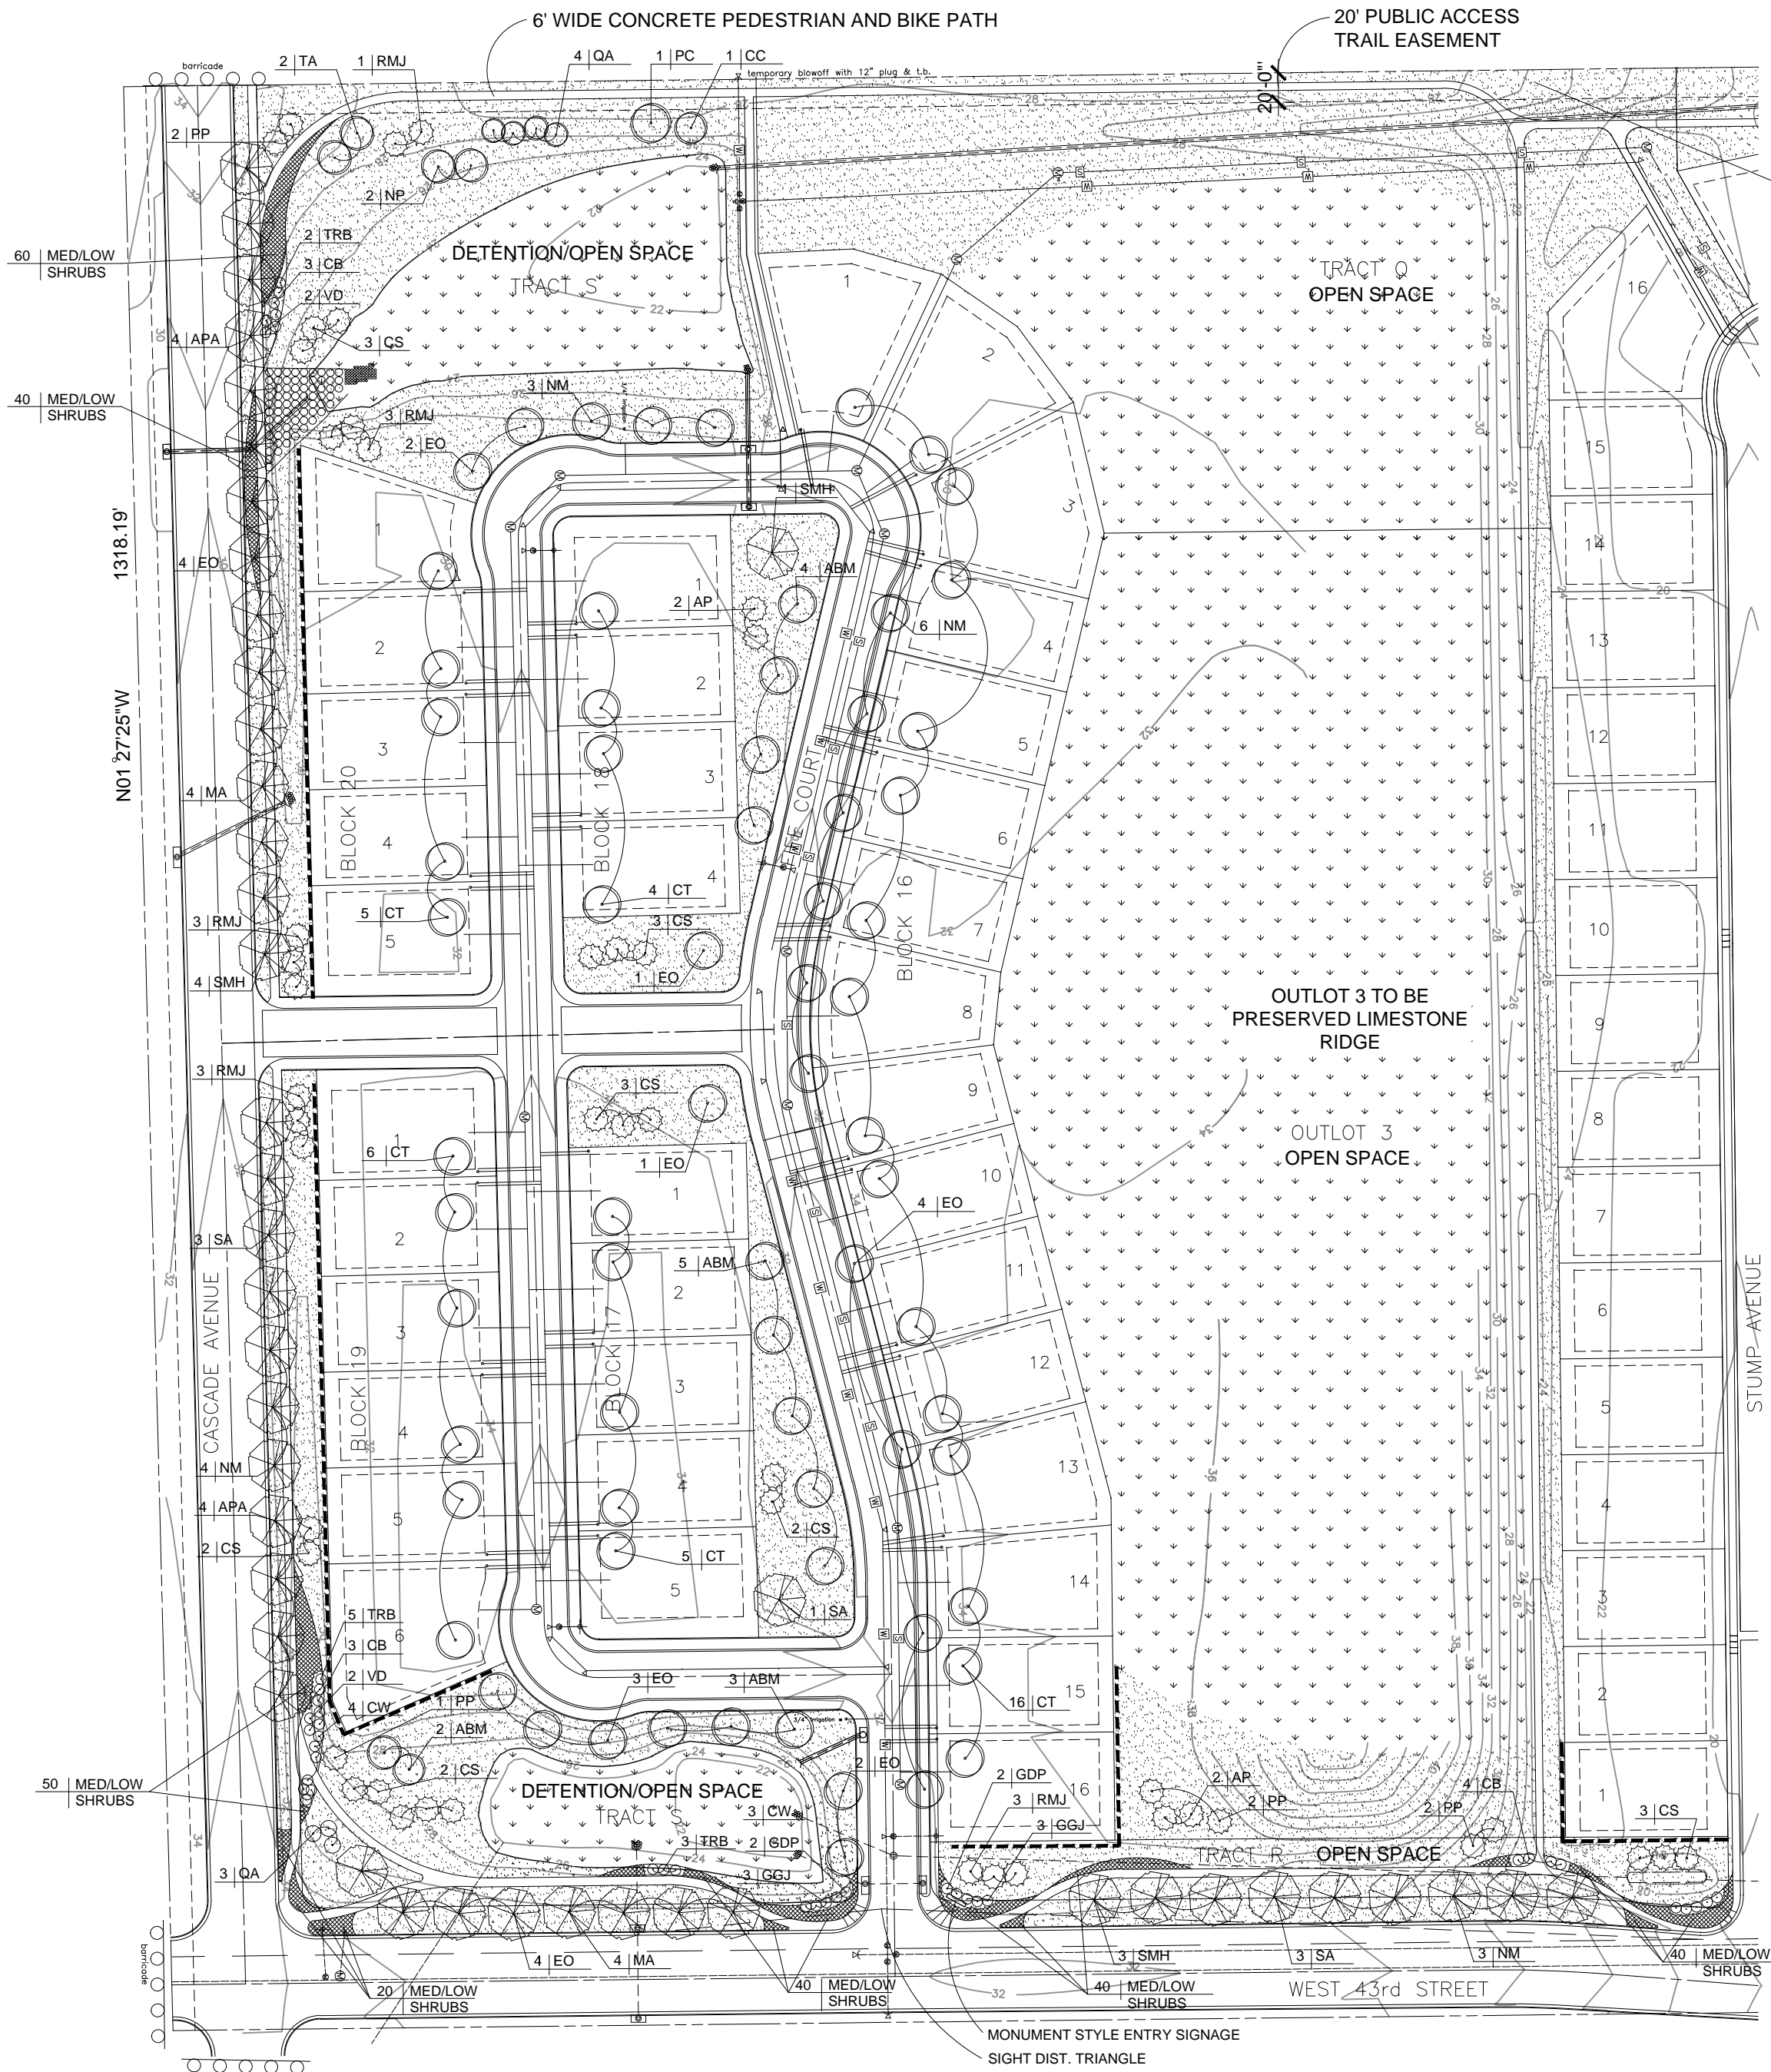 6' WIDE CONCRETE PEDESTRIAN AND BIKE PATH
20' PUBLIC ACCESS
TRAIL EASEMENT
barricade
2 | TA
1 | RMJ
4 | QA
1 | PC
1 | CC
temporary blowoff with 12" plug & t.b.
20'-0"
2 | PP
2 | NP
2 | TRB
3 | CB
2 | VD
60 | MED/LOW
SHRUBS
DETENTION/OPEN SPACE
TRACT S
TRACT Q
OPEN SPACE
4 | APA
3 | CS
40 | MED/LOW
SHRUBS
3 | NM
3 | RMJ
2 | EO
SMH
4 | EO
4 | ABM
2 | AP
6 | NM
1318.19'
N01°27'25"W
BLOCK 20
BLOCK 18
COURT
BLOCK 16
4 | MA
5 | CT
4 | CT
3 | CS
1 | EO
3 | RMJ
4 | SMH
OUTLOT 3 TO BE
PRESERVED LIMESTONE
RIDGE
3 | RMJ
3 | CS
6 | CT
1 | EO
OUTLOT 3
OPEN SPACE
4 | EO
3 | SA
5 | ABM
CASCADE AVENUE
BLOCK 19
BLOCK 17
STUMP AVENUE
4 | NM
4 | APA
2 | CS
2 | CS
5 | CT
1 | SA
5 | TRB
3 | CB
2 | VD
4 | CW
1 | PP
2 | ABM
3 | EO
3 | ABM
3/4" irrigation
16 | CT
2 | CS
2 | EO
50 | MED/LOW
SHRUBS
DETENTION/OPEN SPACE
TRACT S
3 | CW
3 | TRB
2 | GDP
3 | GGJ
2 | GDP
3 | RMJ
3 | GGJ
2 | AP
2 | PP
2 | PP
4 | CB
3 | CS
3 | QA
TRACT R
OPEN SPACE
4 | EO
4 | MA
3 | SMH
3 | SA
3 | NM
40 | MED/LOW
SHRUBS
barricade
20 | MED/LOW
SHRUBS
40 | MED/LOW
SHRUBS
40 | MED/LOW
SHRUBS
WEST 43rd STREET
MONUMENT STYLE ENTRY SIGNAGE
SIGHT DIST. TRIANGLE